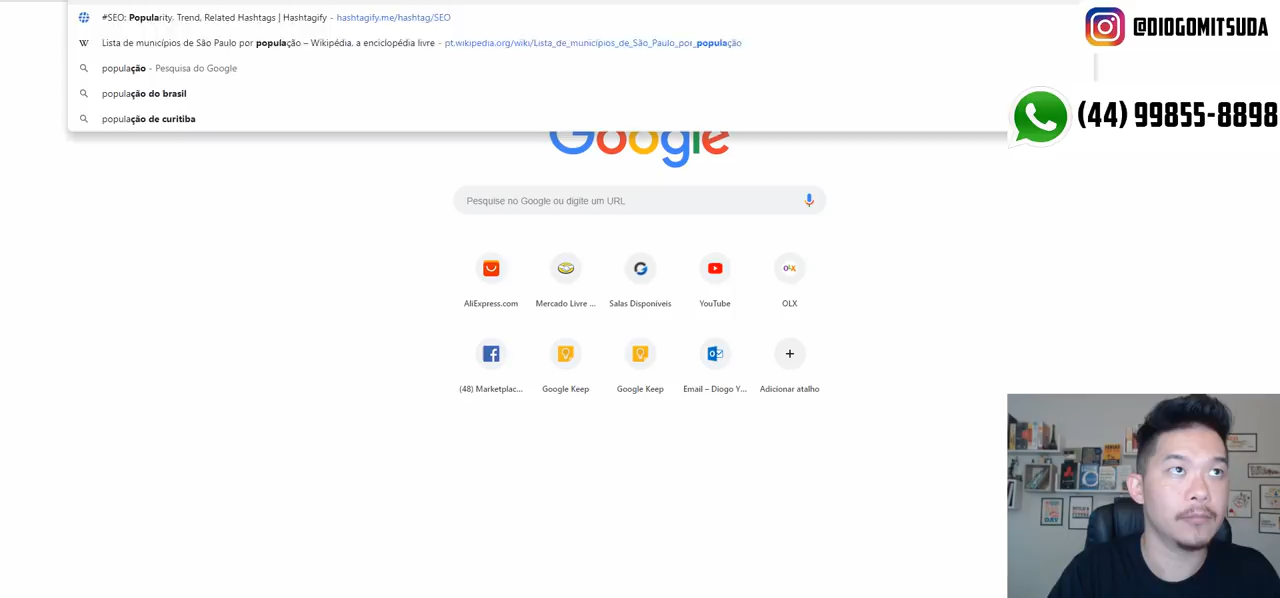 #SEO: Popularity, Trend, Related Hashtags | Hashtagify - hashtagify.me/hashtag/SEO
@DIOGOMITSUDA
W Lista de municípios de São Paulo por população – Wikipédia, a enciclopédia livre - pt.wikipedia.org/wiki/Lista_de_municípios_de_São_Paulo_por_população
população - Pesquisa do Google
população do brasil
(44) 99855-8898
população de curitiba
Google
Pesquise no Google ou digite um URL
OLX
AliExpress.com
Mercado Livre ...
Salas Disponíveis
YouTube
OLX
(48) Marketplac...
Google Keep
Google Keep
Email – Diogo Y...
Adicionar atalho
DAY